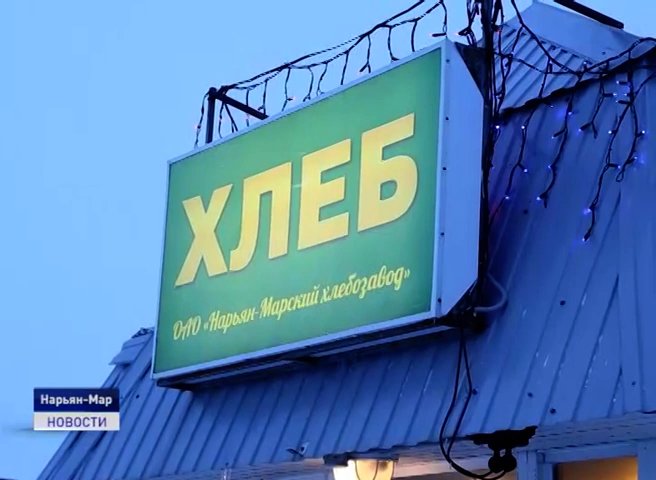 ХЛЕБ
ОАО «Нарьян-Марский хлебозавод»
Нарьян-Мар
НОВОСТИ